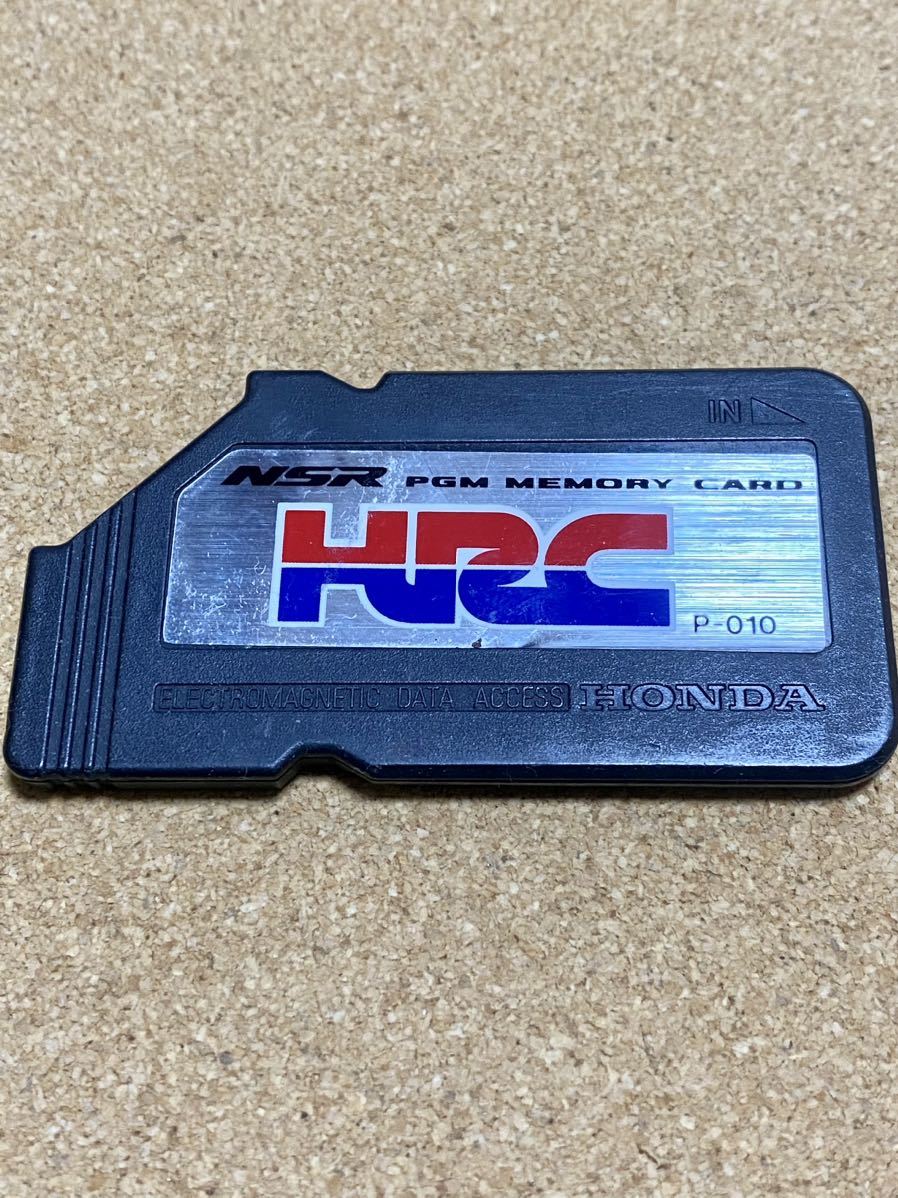 IN
NSR PGM MEMORY CARD
HRC
P-010
ELECTROMAGNETIC DATA ACCESS HONDA